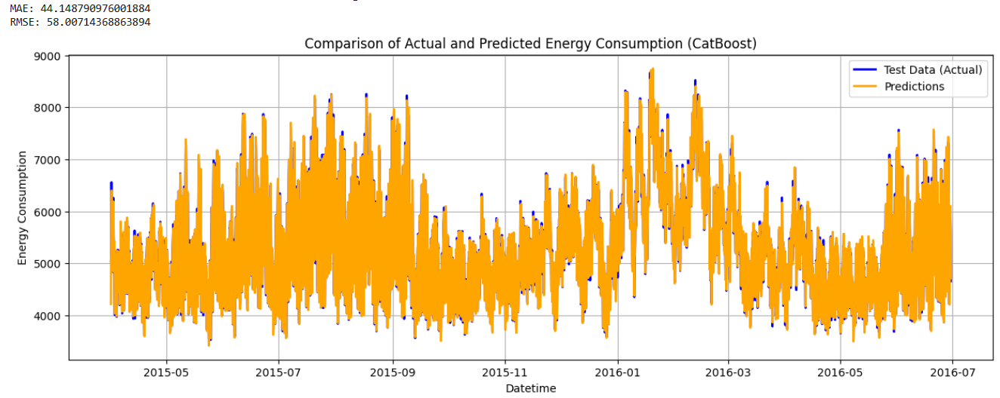 MAE: 44.148790976001884
RMSE: 58.00714368863894
Comparison of Actual and Predicted Energy Consumption (CatBoost)
Test Data (Actual)
Predictions
Energy Consumption
9000
8000
7000
6000
5000
4000
2015-05 2015-07 2015-09 2015-11 2016-01 2016-03 2016-05 2016-07
Datetime